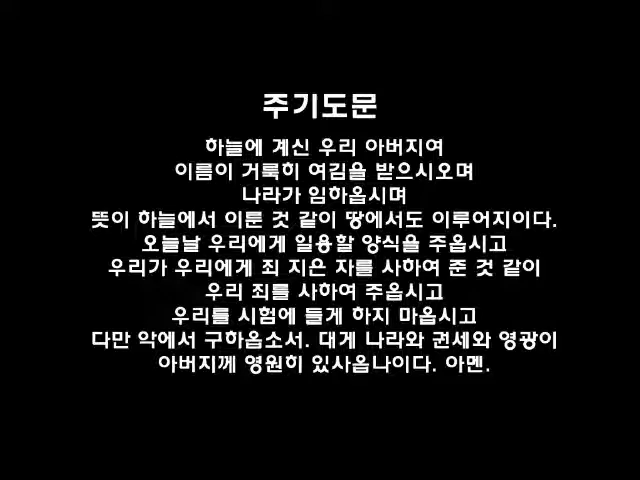 주기도문
하늘에 계신 우리 아버지여
이름이 거룩히 여김을 받으시오며
나라가 임하옵시며
뜻이 하늘에서 이룬 것 같이 땅에서도 이루어지이다.
오늘날 우리에게 일용할 양식을 주옵시고
우리가 우리에게 죄 지은 자를 사하여 준 것 같이
우리 죄를 사하여 주옵시고
우리를 시험에 들게 하지 마옵시고
다만 악에서 구하옵소서. 대게 나라와 권세와 영광이
아버지께 영원히 있사옵나이다. 아멘.